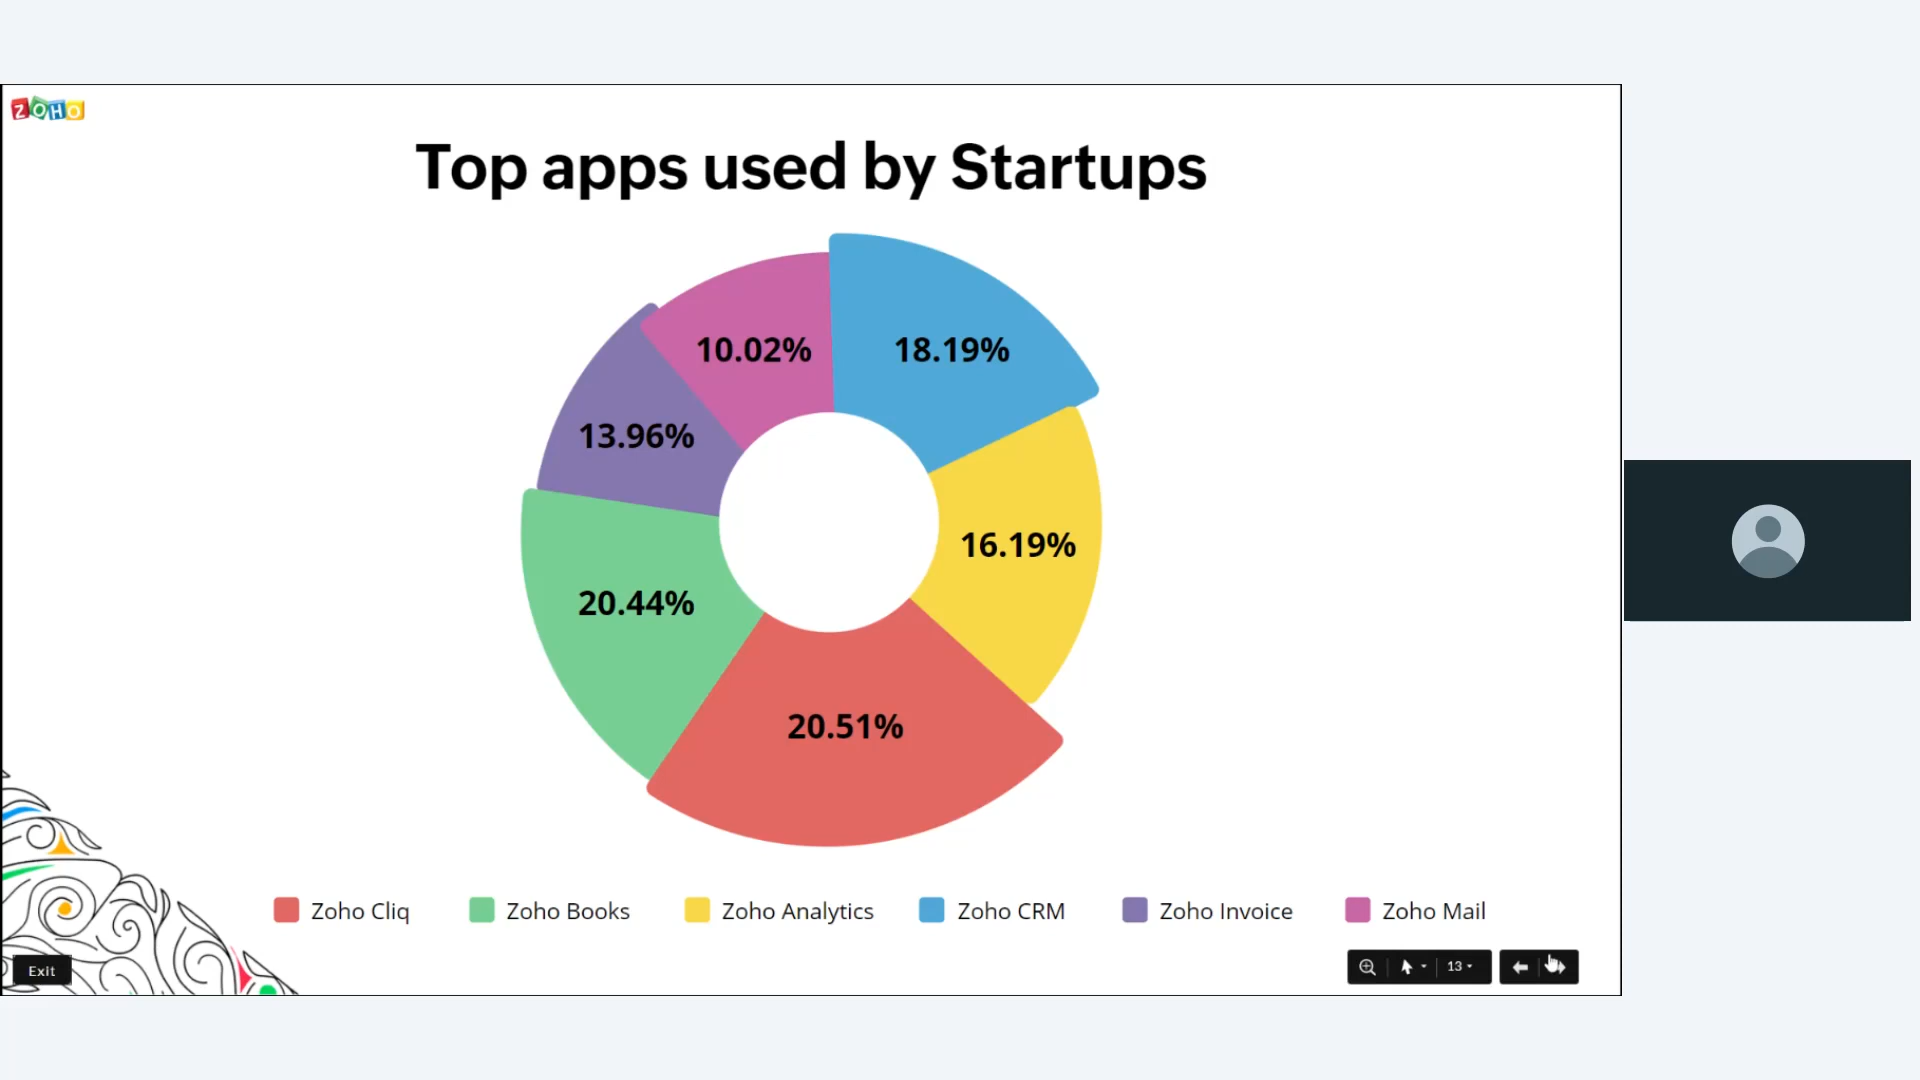 ZOHO
Top apps used by Startups
10.02%
18.19%
13.96%
16.19%
20.44%
20.51%
Zoho Cliq
Zoho Books
Zoho Analytics
Zoho CRM
Zoho Invoice
Zoho Mail
Exit
13